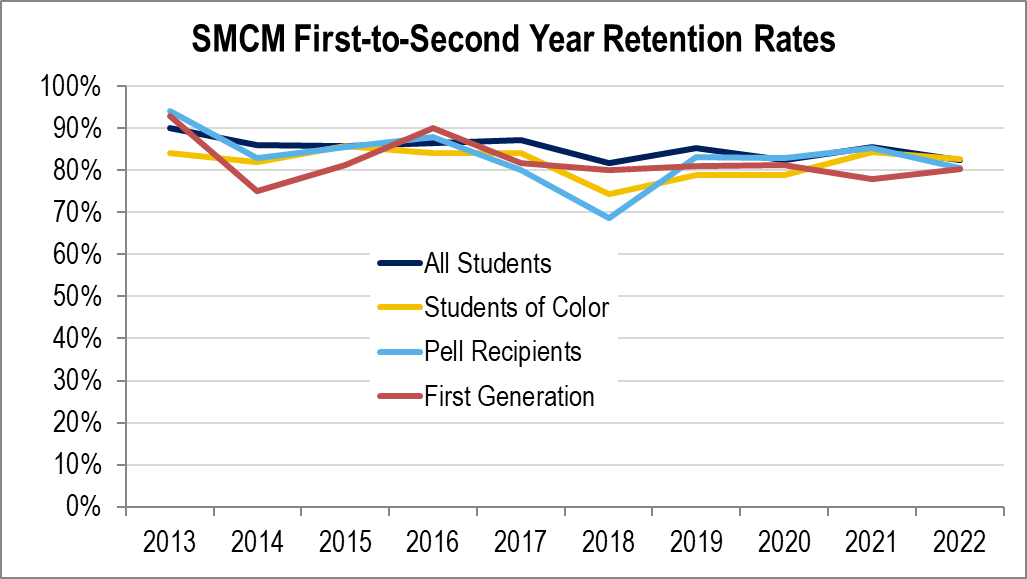 SMCM First-to-Second Year Retention Rates
100%
90%
80%
70%
60%
50%
40%
30%
20%
10%
0%
All Students
Students of Color
Pell Recipients
First Generation
2013 2014 2015 2016 2017 2018 2019 2020 2021 2022